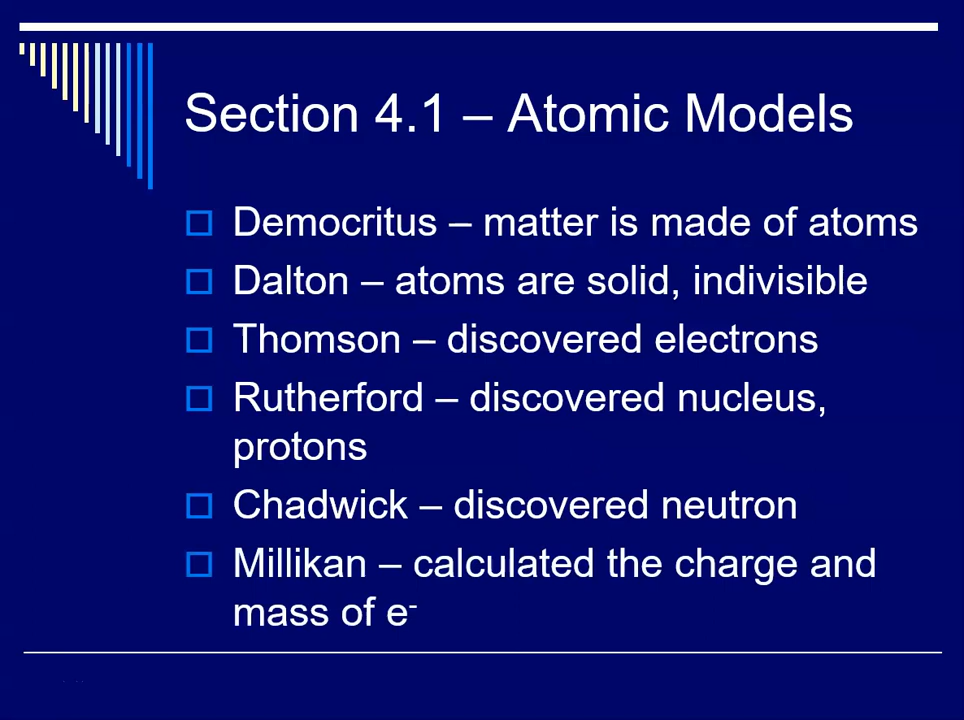 Section 4.1 – Atomic Models
Democritus – matter is made of atoms
Dalton – atoms are solid, indivisible
Thomson – discovered electrons
Rutherford – discovered nucleus,
protons
Chadwick – discovered neutron
Millikan – calculated the charge and
mass of e⁻